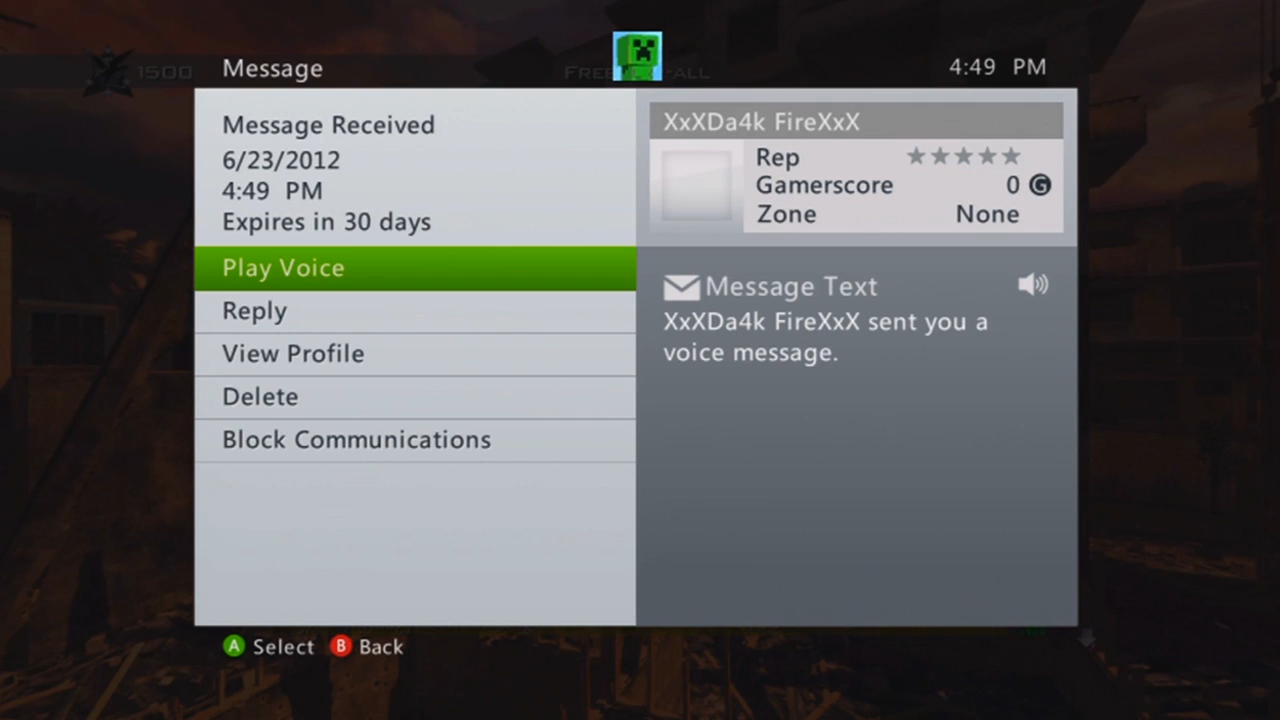 1500
Message
4:49 PM
Message Received
6/23/2012
4:49 PM
Expires in 30 days
Play Voice
Reply
View Profile
Delete
Block Communications
XxXDa4k FireXxX
Rep
Gamerscore 0 G
Zone None
Message Text
XxXDa4k FireXxX sent you a
voice message.
A Select B Back